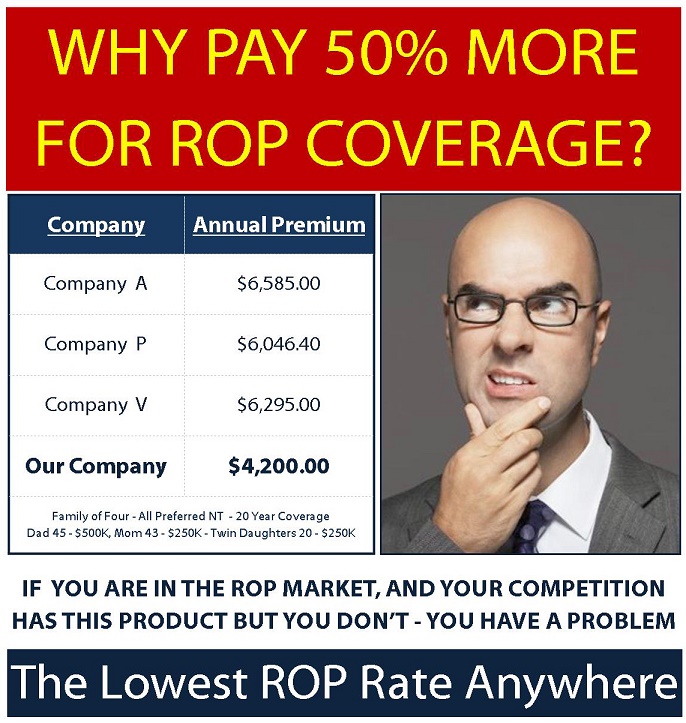 WHY PAY 50% MORE
FOR ROP COVERAGE?
Company Annual Premium
Company A $6,585.00
Company P $6,046.40
Company V $6,295.00
Our Company $4,200.00
Family of Four - All Preferred NT - 20 Year Coverage
Dad 45 - $500K, Mom 43 - $250K - Twin Daughters 20 - $250K
IF YOU ARE IN THE ROP MARKET, AND YOUR COMPETITION
HAS THIS PRODUCT BUT YOU DON'T - YOU HAVE A PROBLEM
The Lowest ROP Rate Anywhere